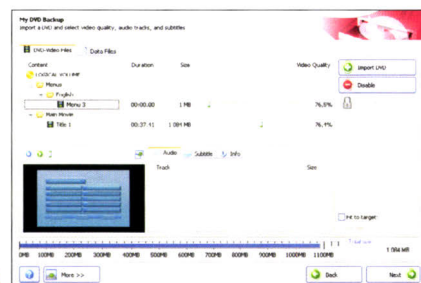 My DVD Backup
Import a DVD and select video quality, audio tracks, and subtitles
DVD-Video Files
Data Files
Content Duration Size Video Quality
LOGICAL VOLUME
Menus
English
Menu 3 00:00.00 1 MB 76,5%
Main Movie
Title 1 00:37.41 1 084 MB 76,4%
Import DVD
Disable
Audio Subtitle Info
Track Size
Fit to target
0MB 100MB 200MB 300MB 400MB 500MB 600MB 700MB 800MB 900MB 1000MB 1100MB
1 084 MB
More >>
Back
Next